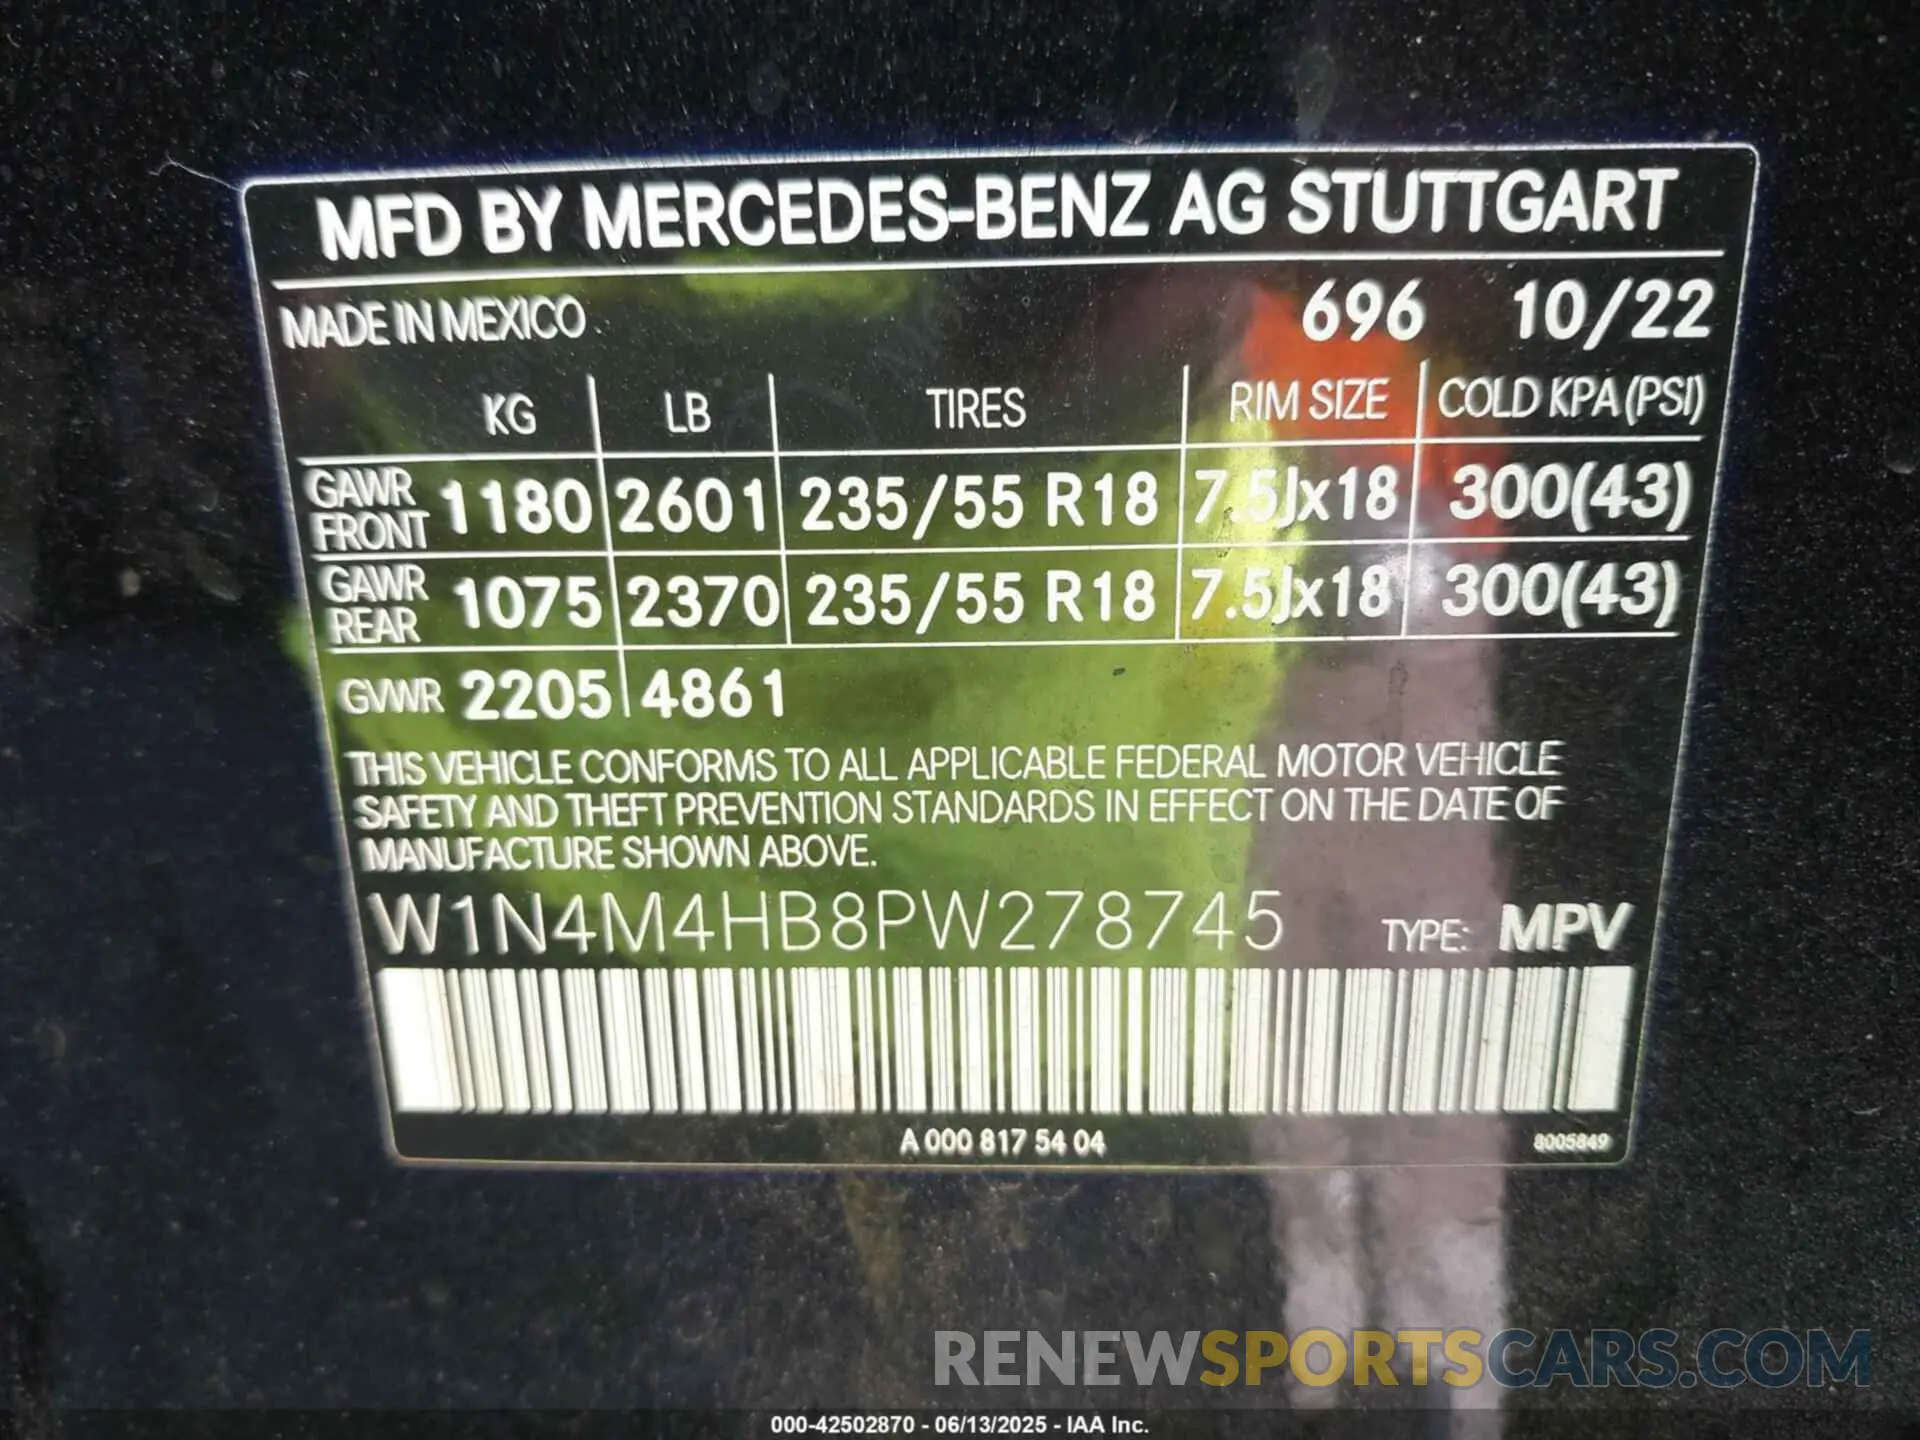 MFD BY MERCEDES-BENZ AG STUTTGART
MADE IN MEXICO 696 10/22
KG LB TIRES RIM SIZE COLD KPA (PSI)
GAWR FRONT 1180 2601 235/55 R18 7.5Jx18 300(43)
GAWR REAR 1075 2370 235/55 R18 7.5Jx18 300(43)
GVWR 2205 4861
THIS VEHICLE CONFORMS TO ALL APPLICABLE FEDERAL MOTOR VEHICLE
SAFETY AND THEFT PREVENTION STANDARDS IN EFFECT ON THE DATE OF
MANUFACTURE SHOWN ABOVE.
W1N4M4HB8PW278745 TYPE: MPV
A 000 817 54 04 8005849
RENEWSPORTSCARS.COM
000-42502870 - 06/13/2025 - IAA Inc.